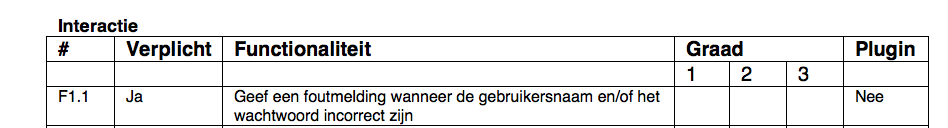 Interactie
# Verplicht Functionaliteit Graad Plugin
1 2 3
F1.1 Ja Geef een foutmelding wanneer de gebruikersnaam en/of het Nee
wachtwoord incorrect zijn